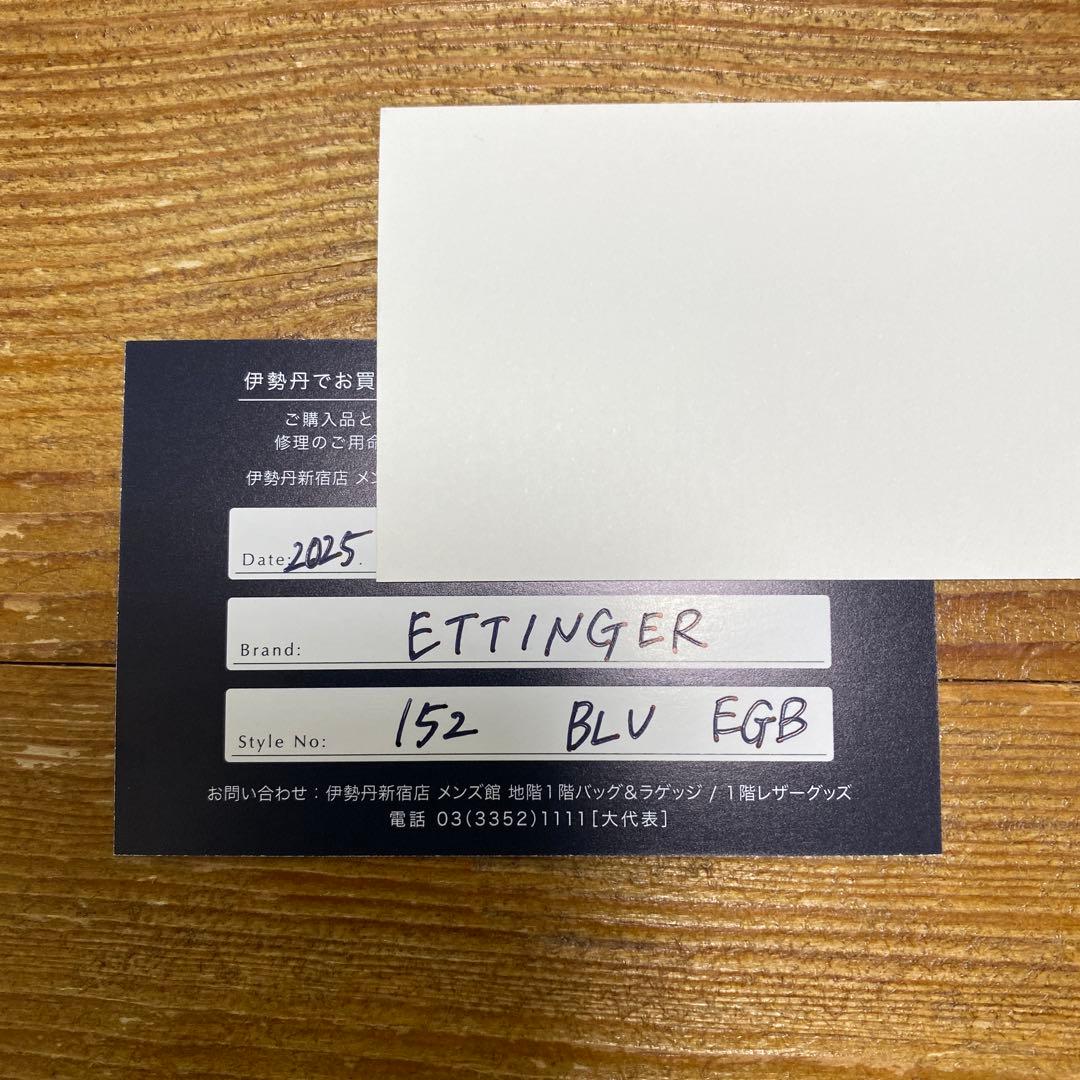 伊勢丹でお買
ご購入品と
修理のご用命
伊勢丹新宿店 メン
Date: 2025.
Brand: ETTINGER
Style No: 152 BLU EGB
お問い合わせ：伊勢丹新宿店 メンズ館 地階1階バッグ＆ラゲッジ / 1階レザーグッズ
電話 03(3352)1111[大代表]